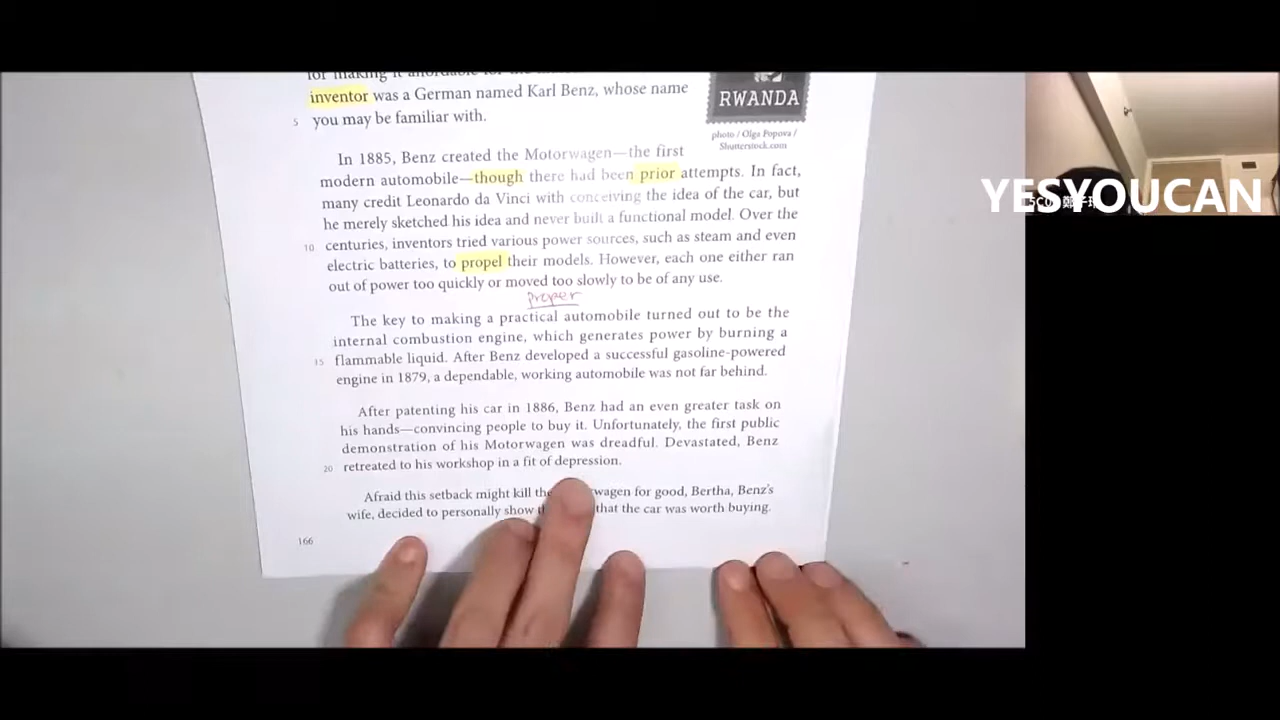 inventor was a German named Karl Benz, whose name
5 you may be familiar with.
RWANDA
photo / Olga Popova /
Shutterstock.com
In 1885, Benz created the Motorwagen—the first
modern automobile—though there had been prior attempts. In fact,
many credit Leonardo da Vinci with conceiving the idea of the car, but
he merely sketched his idea and never built a functional model. Over the
10 centuries, inventors tried various power sources, such as steam and even
electric batteries, to propel their models. However, each one either ran
out of power too quickly or moved too slowly to be of any use.
proper
The key to making a practical automobile turned out to be the
internal combustion engine, which generates power by burning a
15 flammable liquid. After Benz developed a successful gasoline-powered
engine in 1879, a dependable, working automobile was not far behind.
After patenting his car in 1886, Benz had an even greater task on
his hands—convincing people to buy it. Unfortunately, the first public
demonstration of his Motorwagen was dreadful. Devastated, Benz
20 retreated to his workshop in a fit of depression.
Afraid this setback might kill the wagen for good, Bertha, Benz's
wife, decided to personally show that the car was worth buying.
166
YESYOUCAN